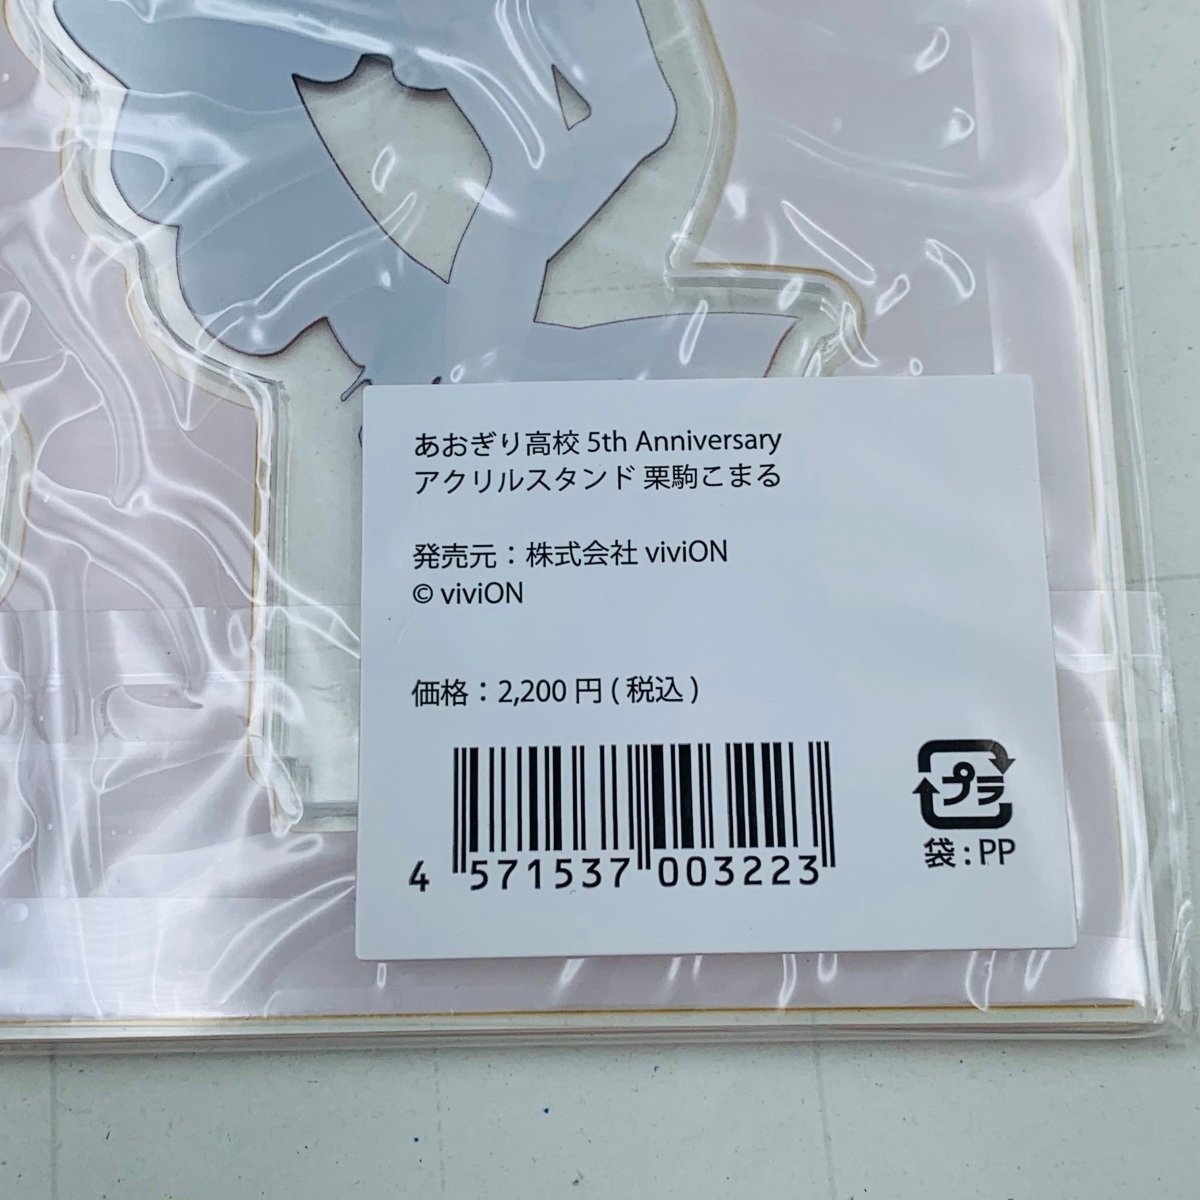 あおぎり高校 5th Anniversary
アクリルスタンド 栗駒こまる
発売元：株式会社 viviON
© viviON
価格：2,200 円 ( 税込 )
4 571537 003223
プラ
袋 : PP